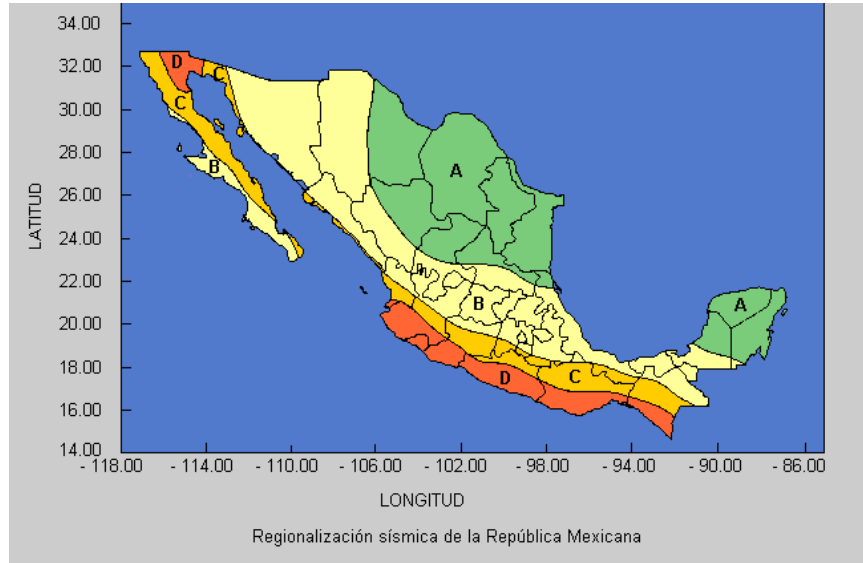 34.00
32.00
30.00
28.00
26.00
24.00
22.00
20.00
18.00
16.00
14.00
LATITUD
D
C
C
B
A
A
B
C
D
- 118.00 - 114.00 - 110.00 - 106.00 - 102.00 - 98.00 - 94.00 - 90.00 - 86.00
LONGITUD
Regionalización sísmica de la República Mexicana